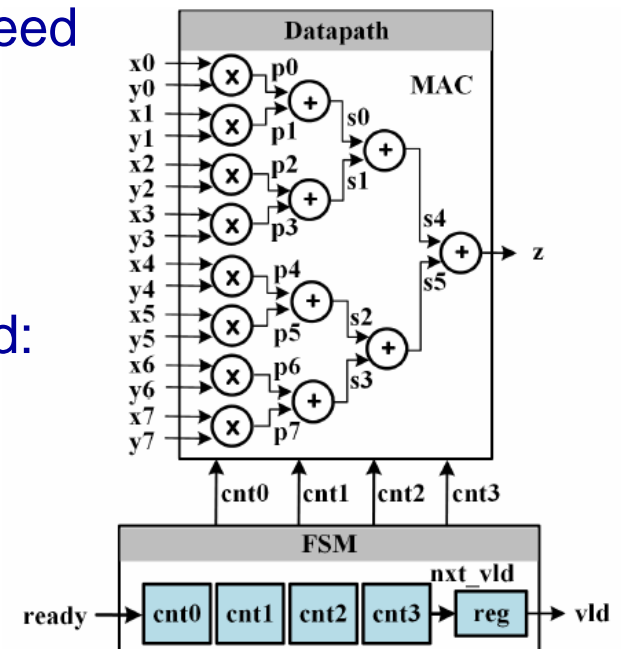 eed
d:
Datapath
MAC
x0
y0
x1
y1
x2
y2
x3
y3
x4
y4
x5
y5
x6
y6
x7
y7
x
x
x
x
x
x
x
x
p0
p1
p2
p3
p4
p5
p6
p7
+
+
+
+
s0
s1
s2
s3
+
+
s4
s5
+
z
cnt0 cnt1 cnt2 cnt3
FSM
nxt_vld
ready cnt0 cnt1 cnt2 cnt3 reg vld